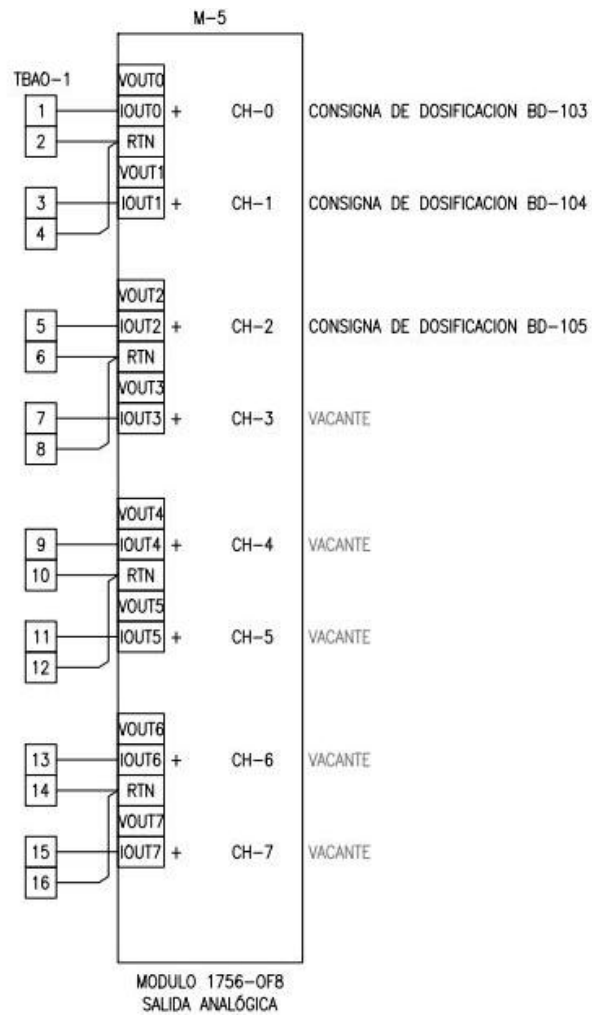 M-5
TBAO-1
VOUT0
1 IOUT0 + CH-0 CONSIGNA DE DOSIFICACION BD-103
2 RTN
VOUT1
3 IOUT1 + CH-1 CONSIGNA DE DOSIFICACION BD-104
4
VOUT2
5 IOUT2 + CH-2 CONSIGNA DE DOSIFICACION BD-105
6 RTN
VOUT3
7 IOUT3 + CH-3 VACANTE
8
VOUT4
9 IOUT4 + CH-4 VACANTE
10 RTN
VOUT5
11 IOUT5 + CH-5 VACANTE
12
VOUT6
13 IOUT6 + CH-6 VACANTE
14 RTN
VOUT7
15 IOUT7 + CH-7 VACANTE
16
MODULO 1756-OF8
SALIDA ANALÓGICA